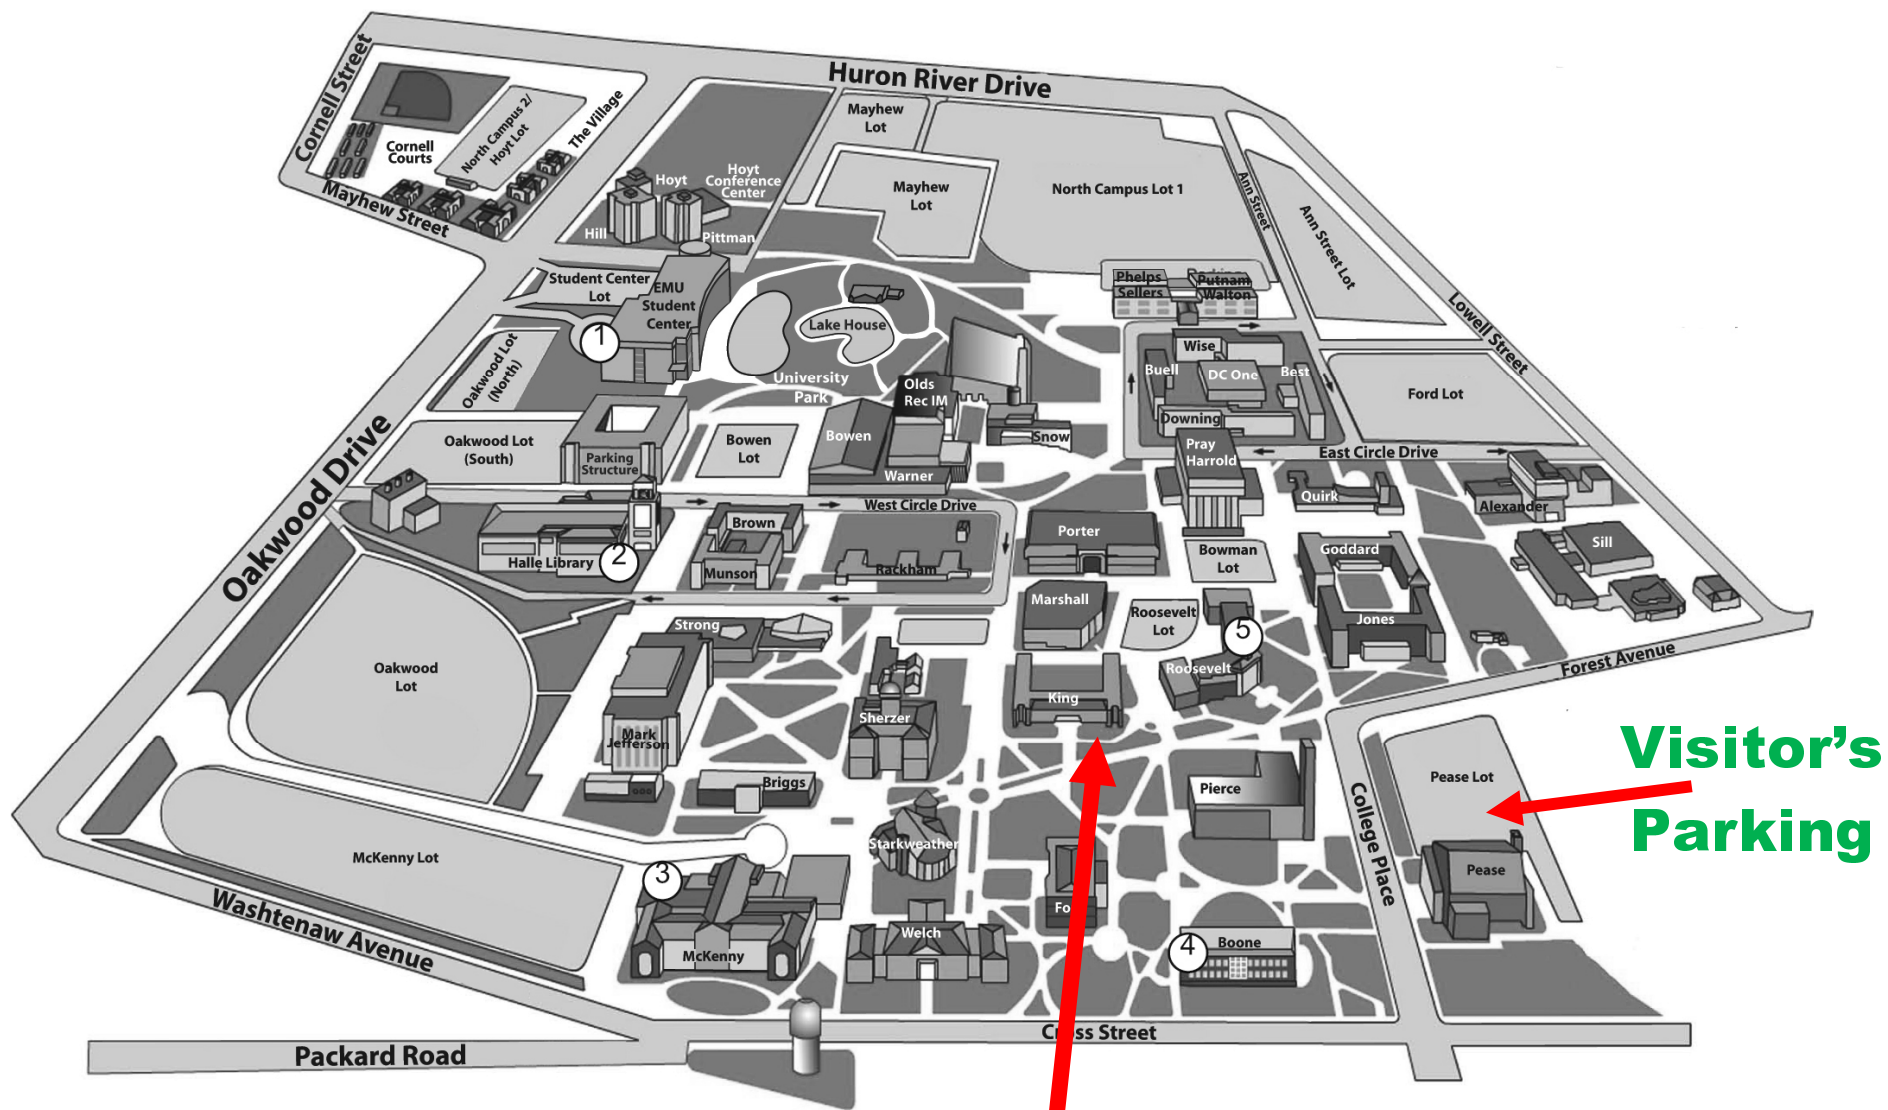 Huron River Drive
Cornell Street
Mayhew
Lot
North Campus 2/
Hoyt Lot
The Village
Cornell
Courts
Mayhew Street
Hoyt
Hoyt
Conference
Center
Hill
Pittman
Mayhew
Lot
North Campus Lot 1
Ann Street
Ann Street Lot
Lowell Street
Student Center
Lot
EMU
Student
Center
1
Lake House
University
Park
Phelps
Putnam
Sellers
Walton
Oakwood Lot
(North)
Olds
Rec IM
Wise
Buell
DC One
Best
Downing
Ford Lot
Oakwood Drive
Oakwood Lot
(South)
Parking
Structure
Bowen
Lot
Bowen
Warner
Snow
Pray
Harrold
East Circle Drive
Quirk
Alexander
West Circle Drive
Halle Library
2
Brown
Munson
Rackham
Porter
Bowman
Lot
Goddard
Sill
Marshall
Roosevelt
Lot
5
Jones
Strong
Oakwood
Lot
Roosevelt
Forest Avenue
King
Sherzer
Mark
Jefferson
Briggs
Pierce
College Place
Pease Lot
Visitor's
Parking
Pease
McKenny Lot
Starkweather
3
Washtenaw Avenue
McKenny
Welch
Fo
4
Boone
Cross Street
Packard Road